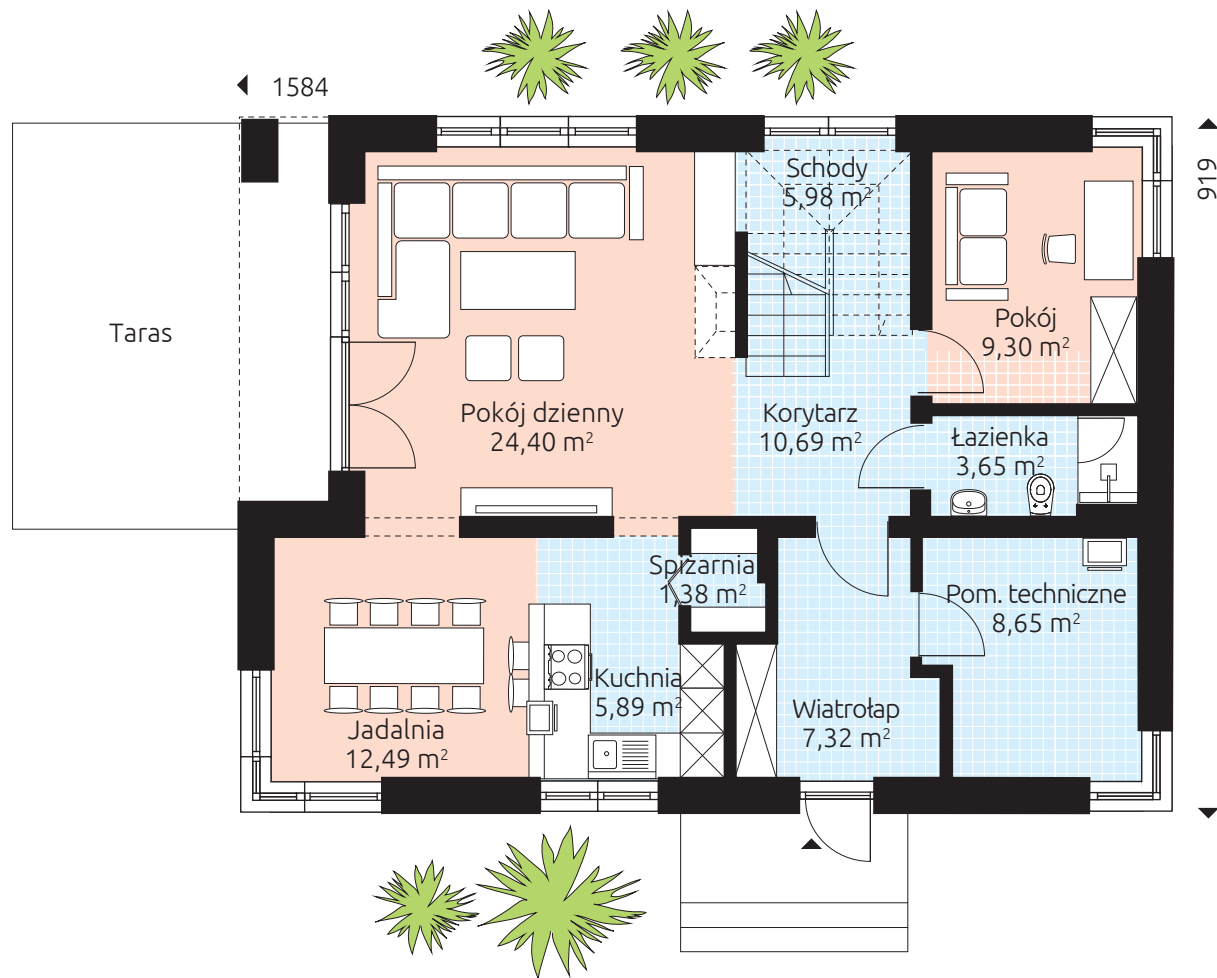 1584
919
Schody
5,98 m²
Taras
Pokój
9,30 m²
Pokój dzienny
24,40 m²
Korytarz
10,69 m²
Łazienka
3,65 m²
Spiżarnia
1,38 m²
Pom. techniczne
8,65 m²
Kuchnia
5,89 m²
Jadalnia
12,49 m²
Wiatrołap
7,32 m²